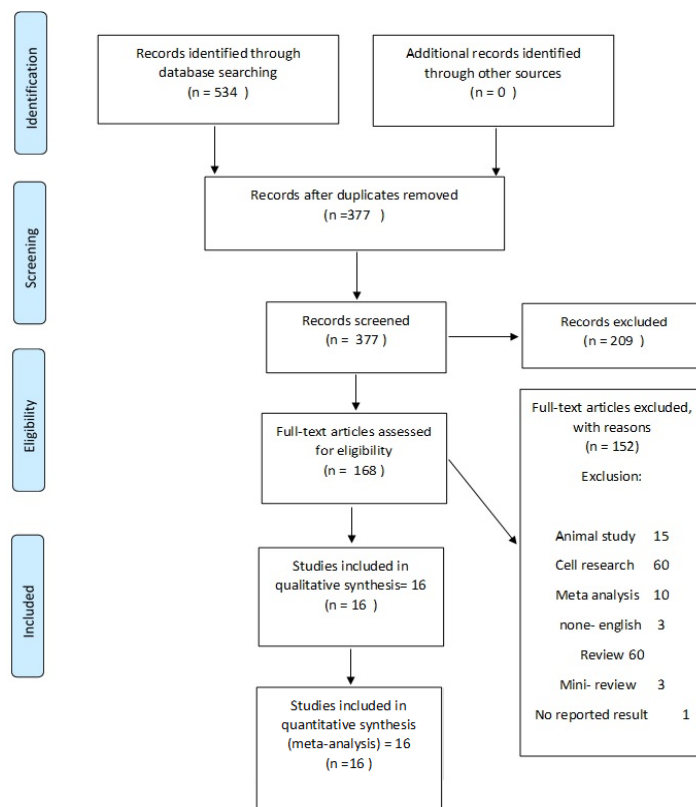 Identification
Records identified through
database searching
(n = 534 )
Additional records identified
through other sources
(n = 0 )
Screening
Records after duplicates removed
(n =377 )
Records screened
(n = 377 )
Records excluded
(n = 209 )
Eligibility
Full-text articles assessed
for eligibility
(n = 168 )
Full-text articles excluded,
with reasons
(n = 152)
Exclusion:
Animal study 15
Cell research 60
Meta analysis 10
none- english 3
Review 60
Mini- review 3
No reported result 1
Included
Studies included in
qualitative synthesis= 16
(n = 16 )
Studies included in
quantitative synthesis
(meta-analysis) = 16
(n =16 )